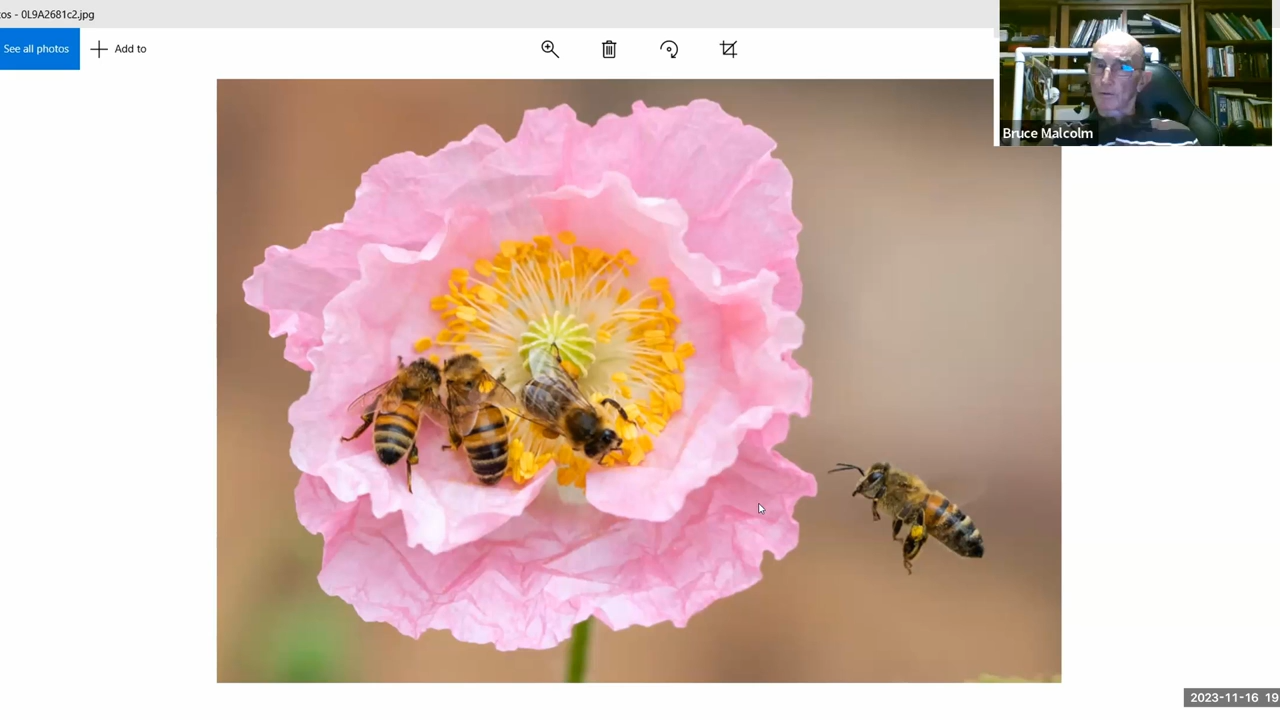 os - 0L9A2681c2.jpg
See all photos
Add to
Bruce Malcolm
2023-11-16 19